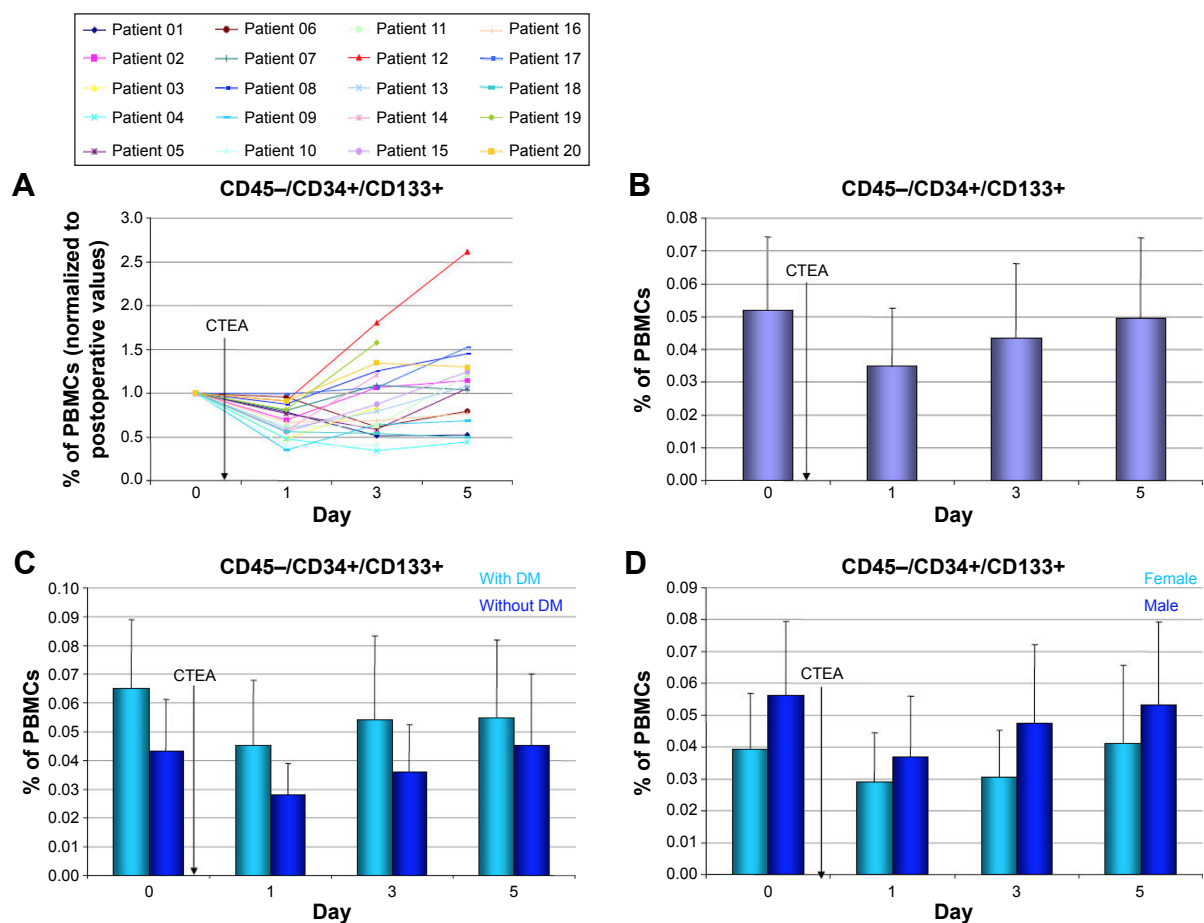 Patient 01 Patient 06 Patient 11 Patient 16
Patient 02 Patient 07 Patient 12 Patient 17
Patient 03 Patient 08 Patient 13 Patient 18
Patient 04 Patient 09 Patient 14 Patient 19
Patient 05 Patient 10 Patient 15 Patient 20
A
CD45–/CD34+/CD133+
% of PBMCs (normalized to
postoperative values)
3.0
2.5
2.0
1.5
1.0
0.5
0.0
CTEA
0 1 3 5
Day
B
CD45–/CD34+/CD133+
% of PBMCs
0.08
0.07
0.06
0.05
0.04
0.03
0.02
0.01
0.00
CTEA
0 1 3 5
Day
C
CD45–/CD34+/CD133+
With DM
Without DM
% of PBMCs
0.10
0.09
0.08
0.07
0.06
0.05
0.04
0.03
0.02
0.01
0.00
CTEA
0 1 3 5
Day
D
CD45–/CD34+/CD133+
Female
Male
% of PBMCs
0.09
0.08
0.07
0.06
0.05
0.04
0.03
0.02
0.01
0.00
CTEA
0 1 3 5
Day